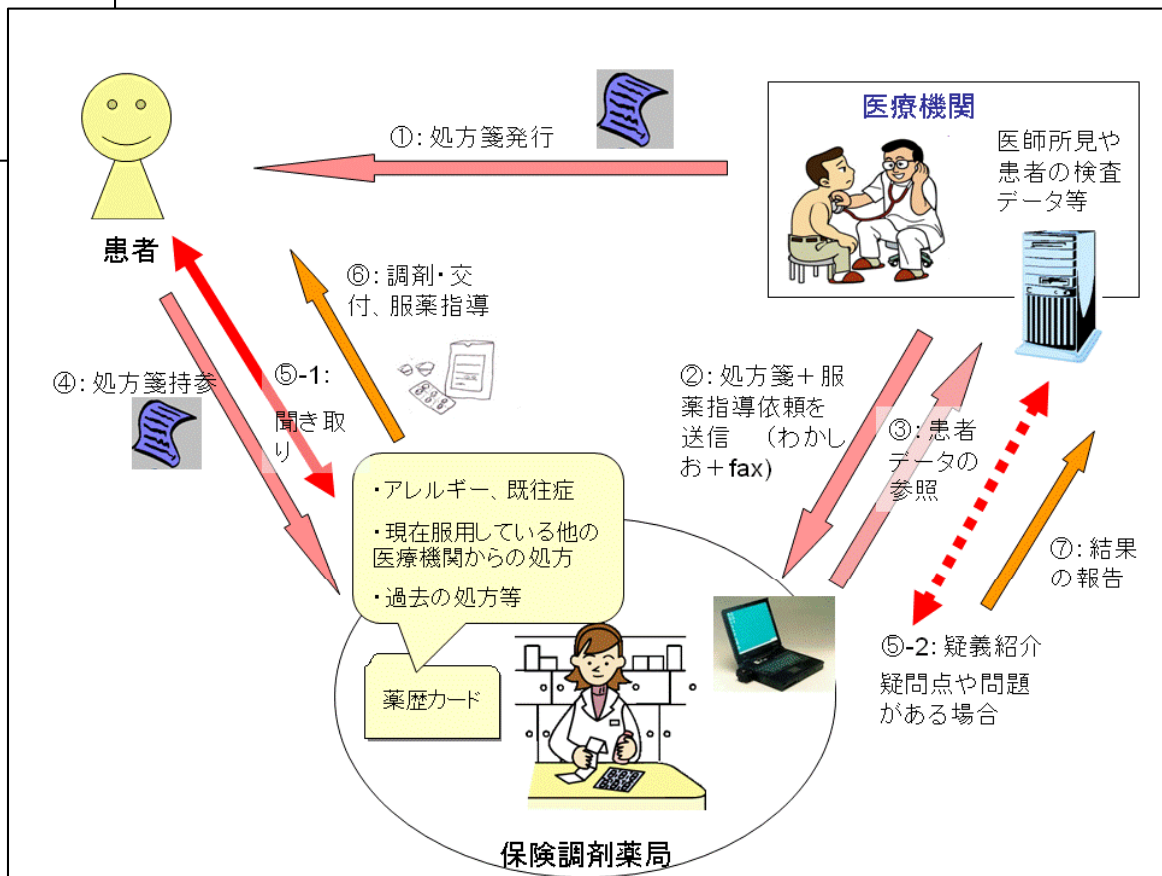 ①：処方箋発行
医療機関
医師所見や
患者の検査
データ等
患者
⑥：調剤・交
付、服薬指導
④：処方箋持参
⑤-1：
聞き取
り
②：処方箋＋服
薬指導依頼を
送信　（わかし
お＋fax）
③：患者
データの
参照
・アレルギー、既往症
・現在服用している他の
医療機関からの処方
・過去の処方等
⑦：結果
の報告
⑤-2：疑義紹介
疑問点や問題
がある場合
薬歴カード
保険調剤薬局